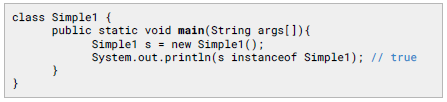 class Simple1 {
      public static void main(String args[]){
            Simple1 s = new Simple1();
            System.out.println(s instanceof Simple1); // true
      }
}